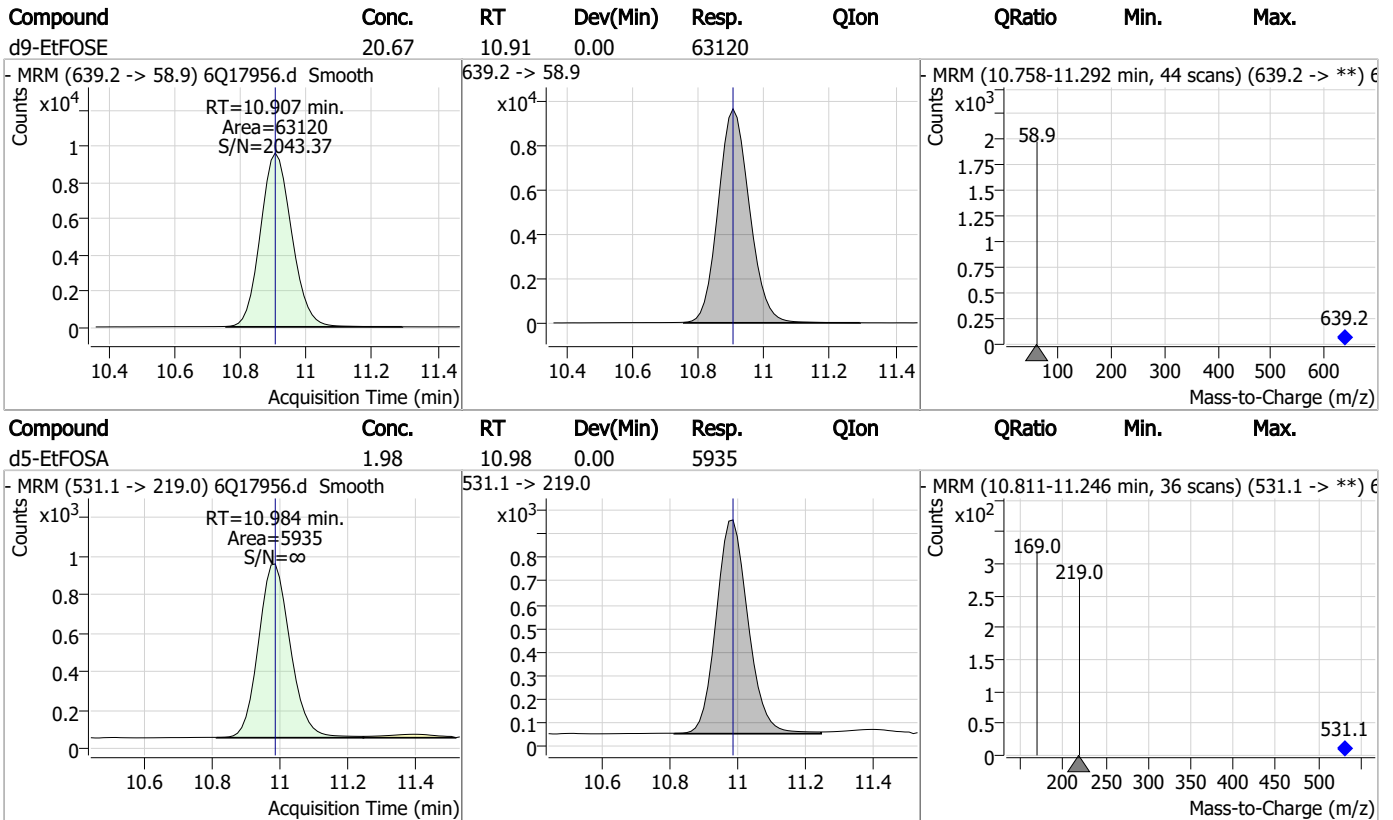 Compound Conc. RT Dev(Min) Resp. QIon QRatio Min. Max.
d9-EtFOSE 20.67 10.91 0.00 63120
- MRM (639.2 -> 58.9) 6Q17956.d Smooth
Counts
x10⁴
RT=10.907 min.
Area=63120
S/N=2043.37
1
0.8
0.6
0.4
0.2
0
10.4 10.6 10.8 11 11.2 11.4
Acquisition Time (min)
639.2 -> 58.9
x10⁴
0.8
0.6
0.4
0.2
0
10.4 10.6 10.8 11 11.2 11.4
- MRM (10.758-11.292 min, 44 scans) (639.2 -> **) 6
Counts
x10³
58.9
2
1.75
1.5
1.25
1
0.75
0.5
0.25
0
639.2
100 200 300 400 500 600
Mass-to-Charge (m/z)
Compound Conc. RT Dev(Min) Resp. QIon QRatio Min. Max.
d5-EtFOSA 1.98 10.98 0.00 5935
- MRM (531.1 -> 219.0) 6Q17956.d Smooth
Counts
x10³
RT=10.984 min.
Area=5935
S/N=∞
1
0.8
0.6
0.4
0.2
0
10.6 10.8 11 11.2 11.4
Acquisition Time (min)
531.1 -> 219.0
x10³
0.8
0.7
0.6
0.5
0.4
0.3
0.2
0.1
0
10.6 10.8 11 11.2 11.4
- MRM (10.811-11.246 min, 36 scans) (531.1 -> **) 6
Counts
x10²
169.0
219.0
3
2.5
2
1.5
1
0.5
0
531.1
200 250 300 350 400 450 500
Mass-to-Charge (m/z)